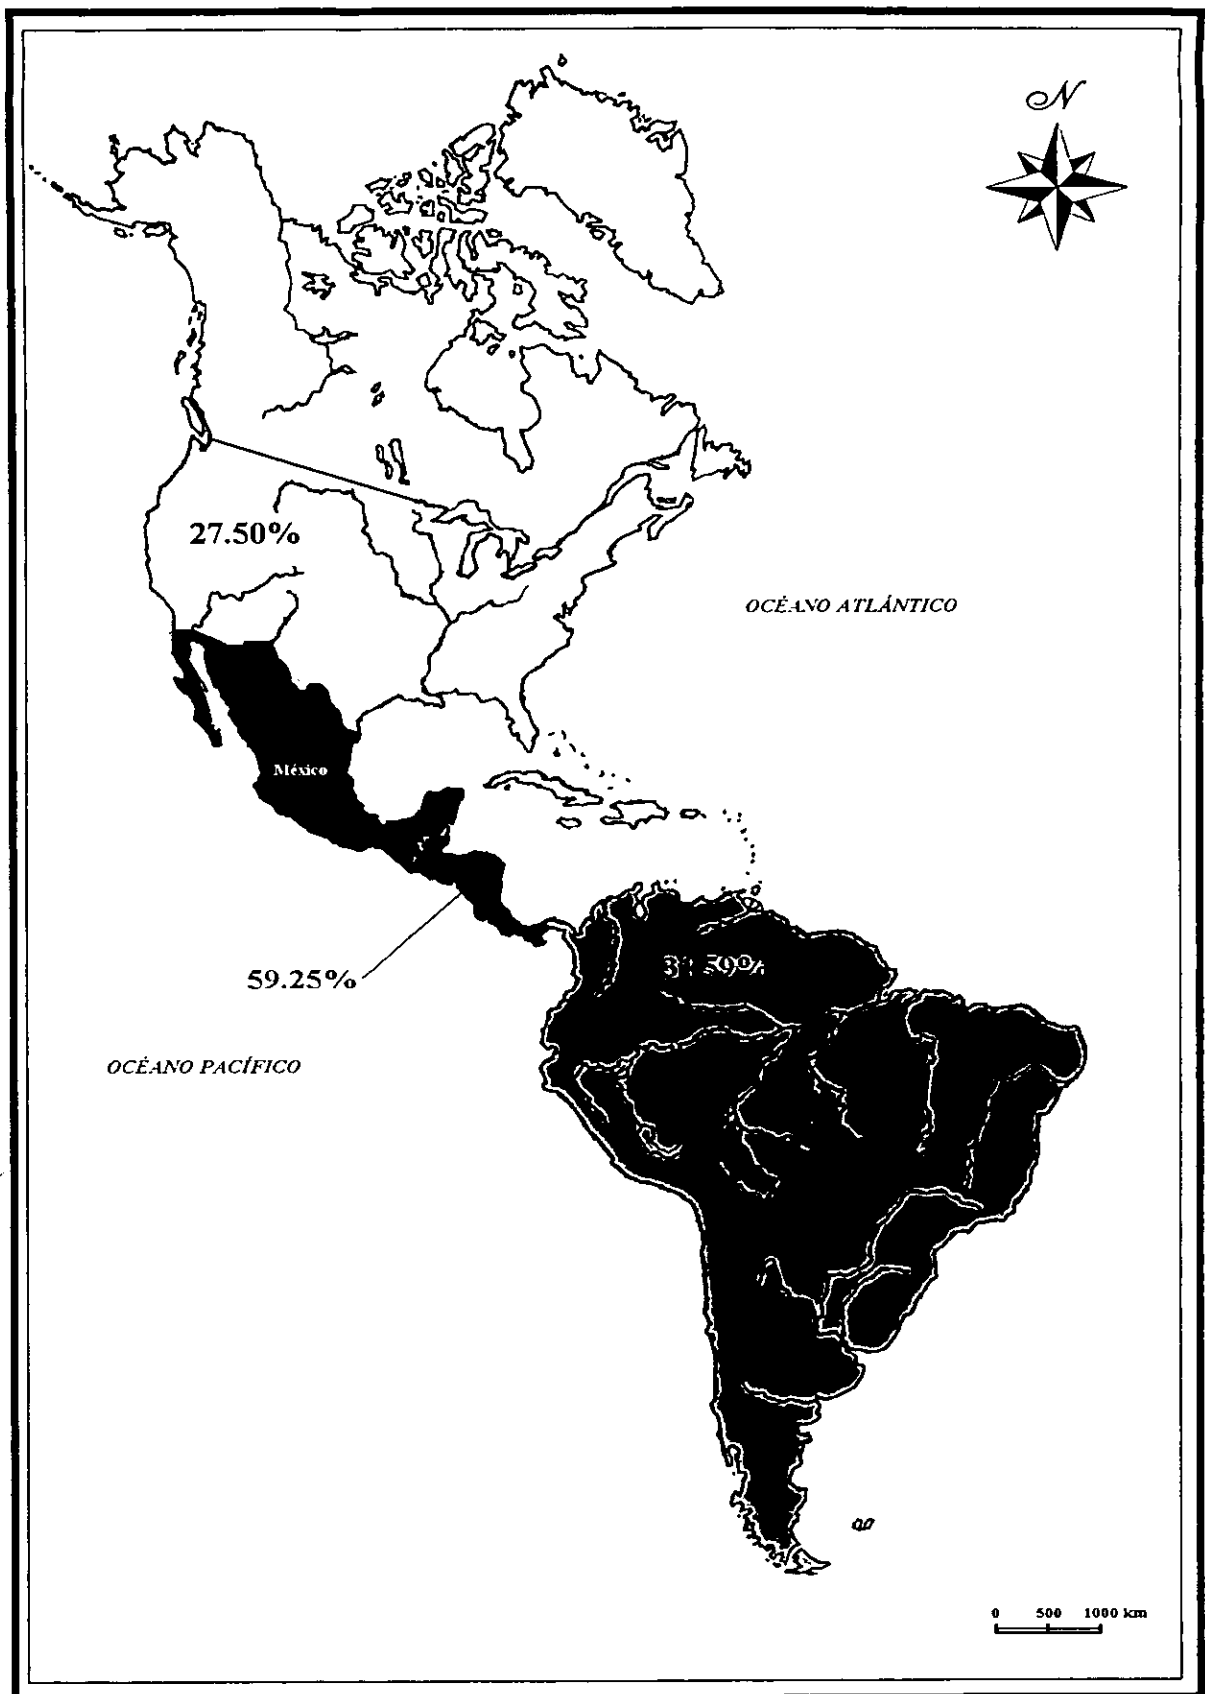 N
27.50%
OCÉANO ATLÁNTICO
México
59.25%
OCÉANO PACÍFICO
0 500 1000 km